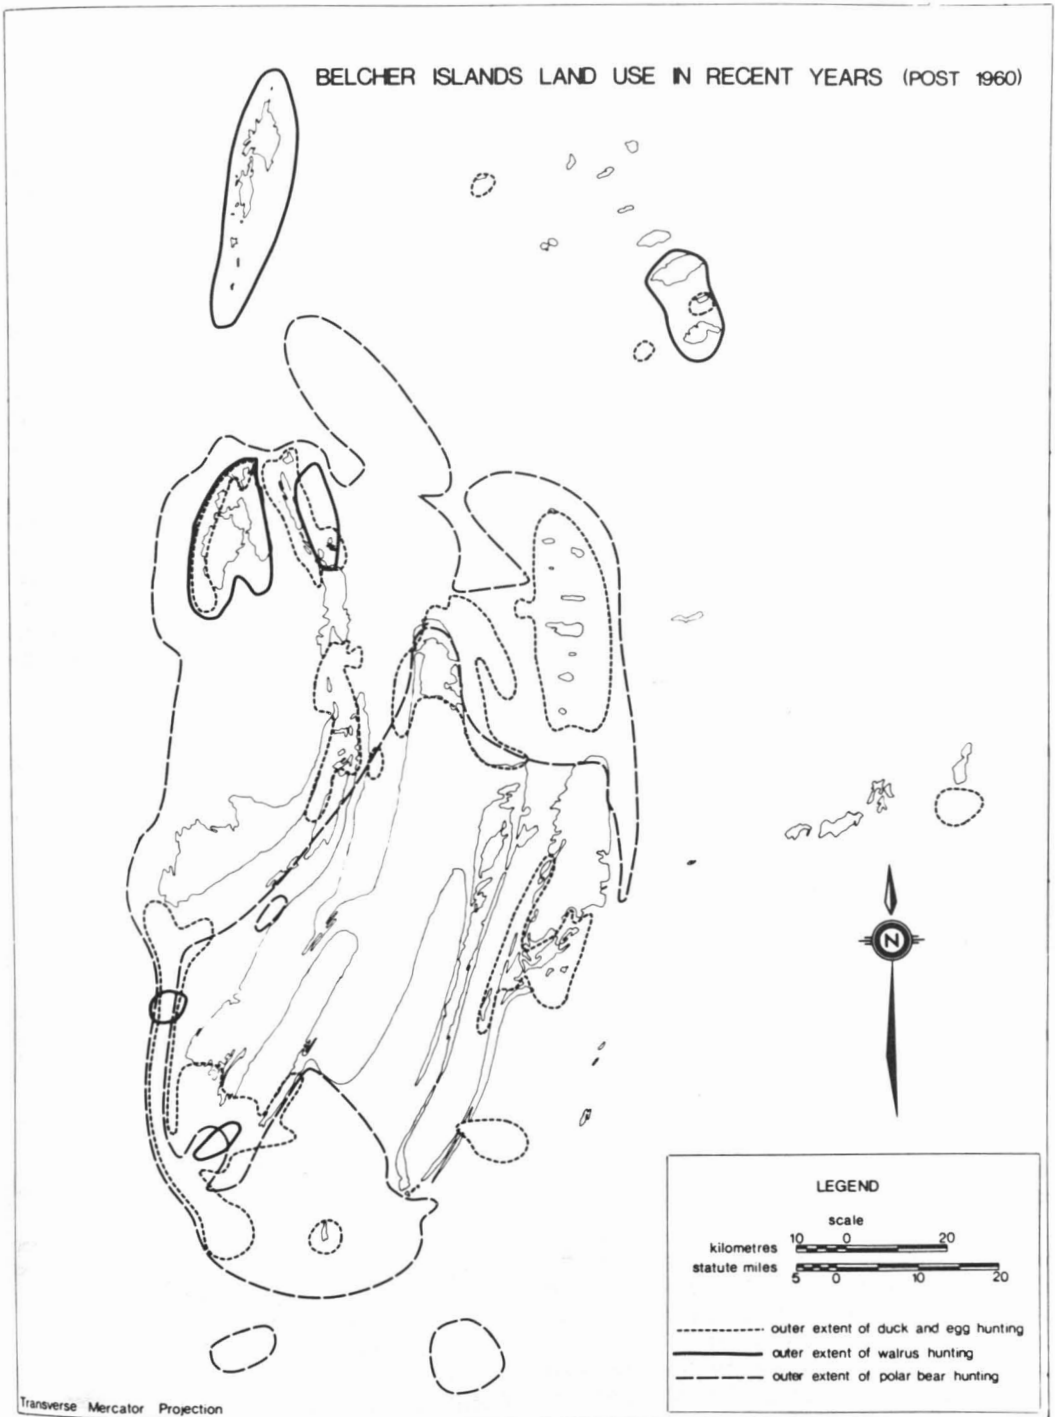 BELCHER ISLANDS LAND USE IN RECENT YEARS (POST 1960)
N
LEGEND
scale
10 0 20
kilometres
statute miles
5 0 10 20
outer extent of duck and egg hunting
outer extent of walrus hunting
outer extent of polar bear hunting
Transverse Mercator Projection